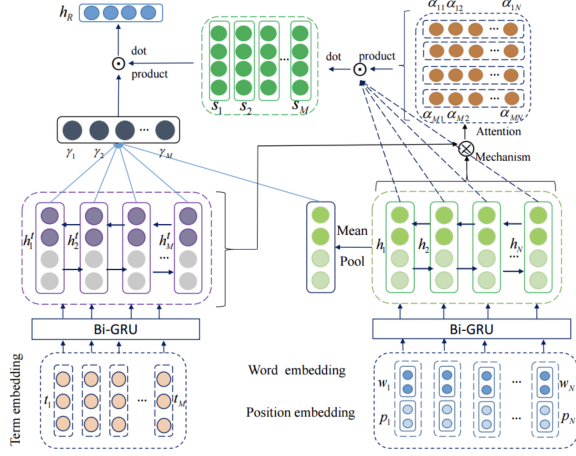 h_R
α_11 α_12 α_1N
...
dot
product
dot product
...
s_1 s_2 s_M
...
γ_1 γ_2 γ_M
α_M1 α_M2 α_MN
Attention
Mechanism
h_1^t h_2^t h_M^t
...
Mean
Pool
h_1 h_2 h_N
...
Bi-GRU
Bi-GRU
Term embedding
t_1 ... t_M
Word embedding
w_1 ... w_N
Position embedding
p_1 ... p_N